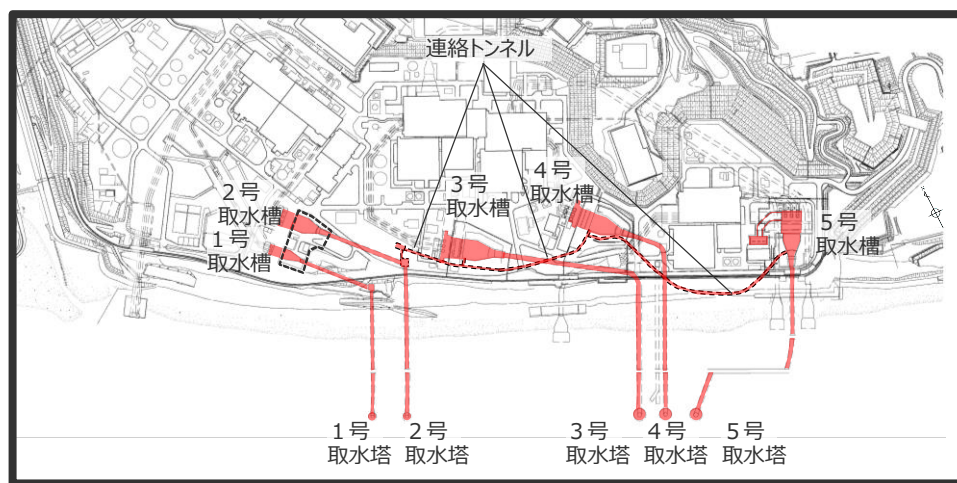 連絡トンネル
2号
取水槽
1号
取水槽
3号
取水槽
4号
取水槽
5号
取水槽
1号
取水塔
2号
取水塔
3号
取水塔
4号
取水塔
5号
取水塔